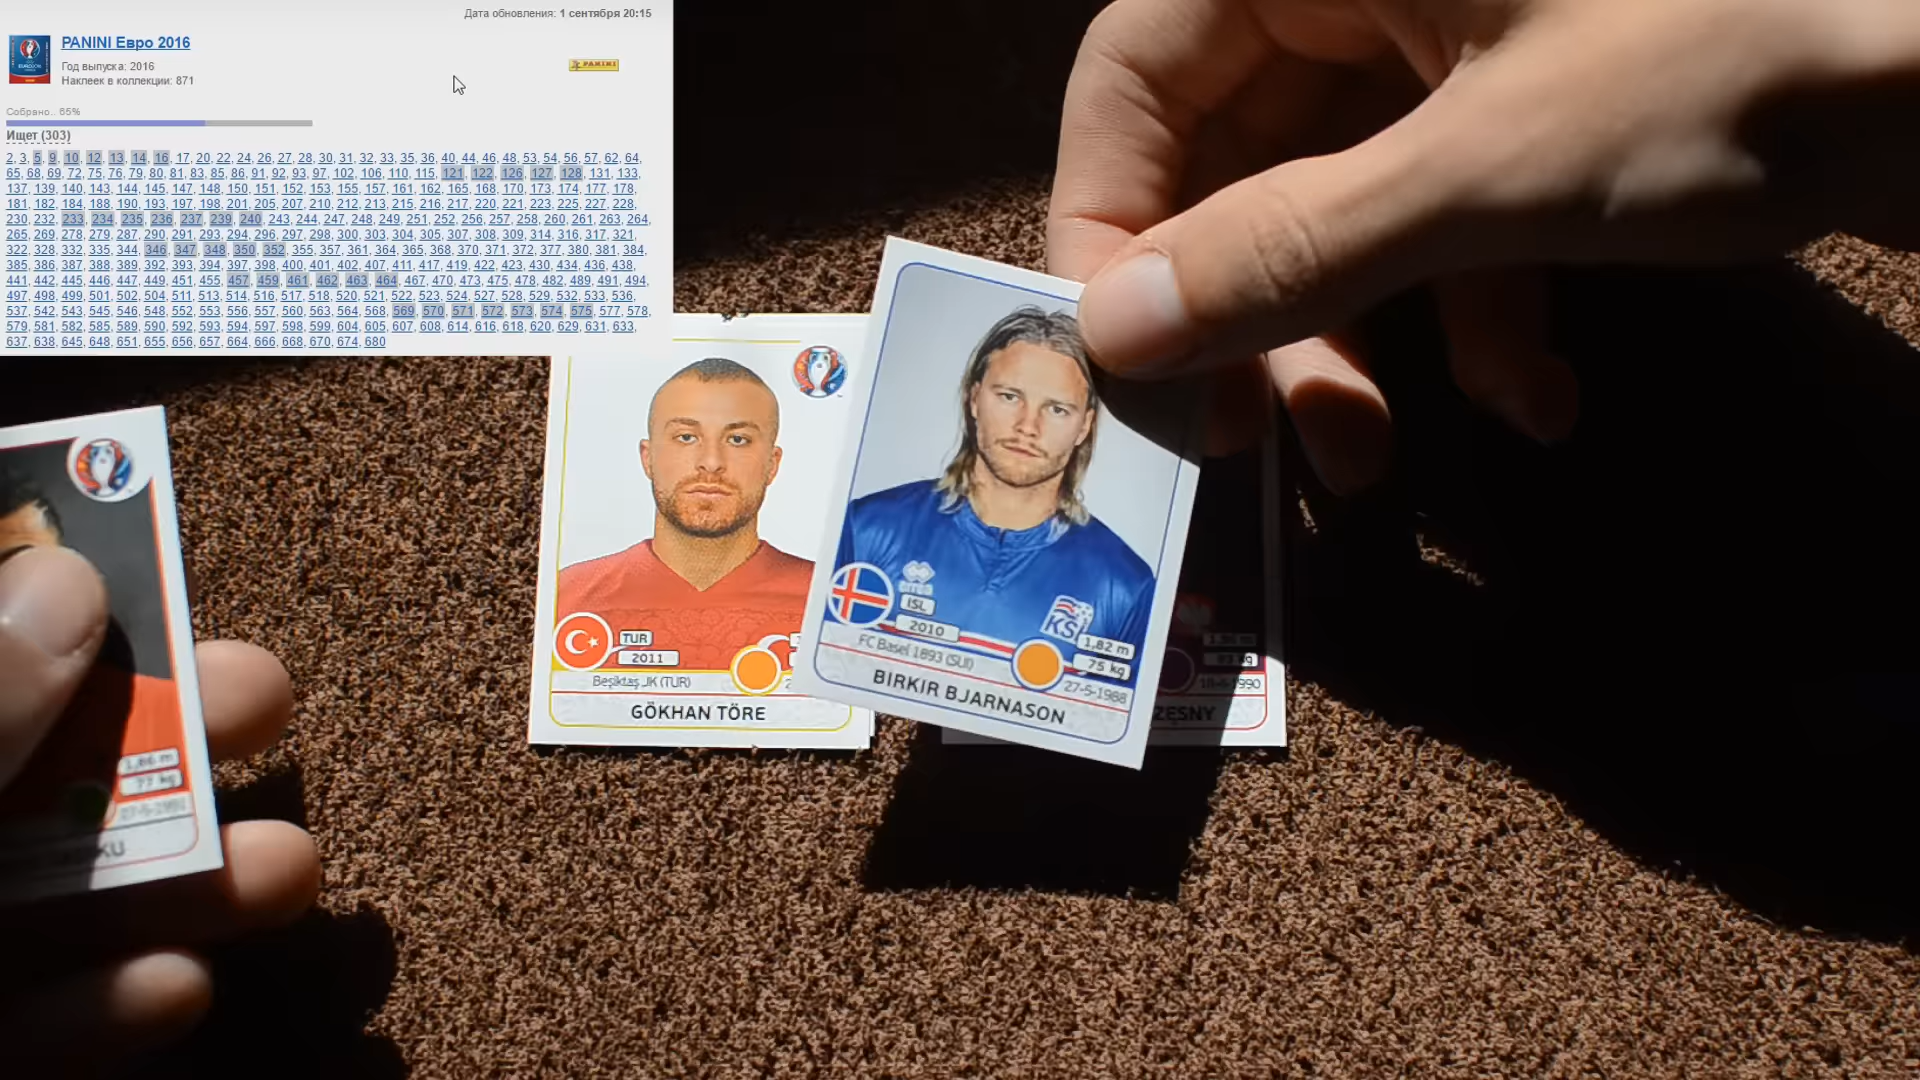 Дата обновления: 1 сентября 20:15
PANINI Евро 2016
Год выпуска: 2016
Наклеек в коллекции: 871
PANINI
Собрано.. 65%
Ищет (303)
2, 3, 5, 9, 10, 12, 13, 14, 16, 17, 20, 22, 24, 26, 27, 28, 30, 31, 32, 33, 35, 36, 40, 44, 46, 48, 53, 54, 56, 57, 62, 64,
65, 68, 69, 72, 75, 76, 79, 80, 81, 83, 85, 86, 91, 92, 93, 97, 102, 106, 110, 115, 121, 122, 126, 127, 128, 131, 133,
137, 139, 140, 143, 144, 145, 147, 148, 150, 151, 152, 153, 155, 157, 161, 162, 165, 168, 170, 173, 174, 177, 178,
181, 182, 184, 188, 190, 193, 197, 198, 201, 205, 207, 210, 212, 213, 215, 216, 217, 220, 221, 223, 225, 227, 228,
230, 232, 233, 234, 235, 236, 237, 239, 240, 243, 244, 247, 248, 249, 251, 252, 256, 257, 258, 260, 261, 263, 264,
265, 269, 278, 279, 287, 290, 291, 293, 294, 296, 297, 298, 300, 303, 304, 305, 307, 308, 309, 314, 316, 317, 321,
322, 328, 332, 335, 344, 346, 347, 348, 350, 352, 355, 357, 361, 364, 365, 368, 370, 371, 372, 377, 380, 381, 384,
385, 386, 387, 388, 389, 392, 393, 394, 397, 398, 400, 401, 402, 407, 411, 417, 419, 422, 423, 430, 434, 436, 438,
441, 442, 445, 446, 447, 449, 451, 455, 457, 459, 461, 462, 463, 464, 467, 470, 473, 475, 478, 482, 489, 491, 494,
497, 498, 499, 501, 502, 504, 511, 513, 514, 516, 517, 518, 520, 521, 522, 523, 524, 527, 528, 529, 532, 533, 536,
537, 542, 543, 545, 546, 548, 552, 553, 556, 557, 560, 563, 564, 568, 569, 570, 571, 572, 573, 574, 575, 577, 578,
579, 581, 582, 585, 589, 590, 592, 593, 594, 597, 598, 599, 604, 605, 607, 608, 614, 616, 618, 620, 629, 631, 633,
637, 638, 645, 648, 651, 655, 656, 657, 664, 666, 668, 670, 674, 680
TUR
2011
Beşiktaş JK (TUR)
GÖKHAN TÖRE
ISL
2010
KSÍ
1,82 m
75 kg
FC Basel 1893 (SUI)
27-5-1988
BIRKIR BJARNASON
1,86 m
77 kg